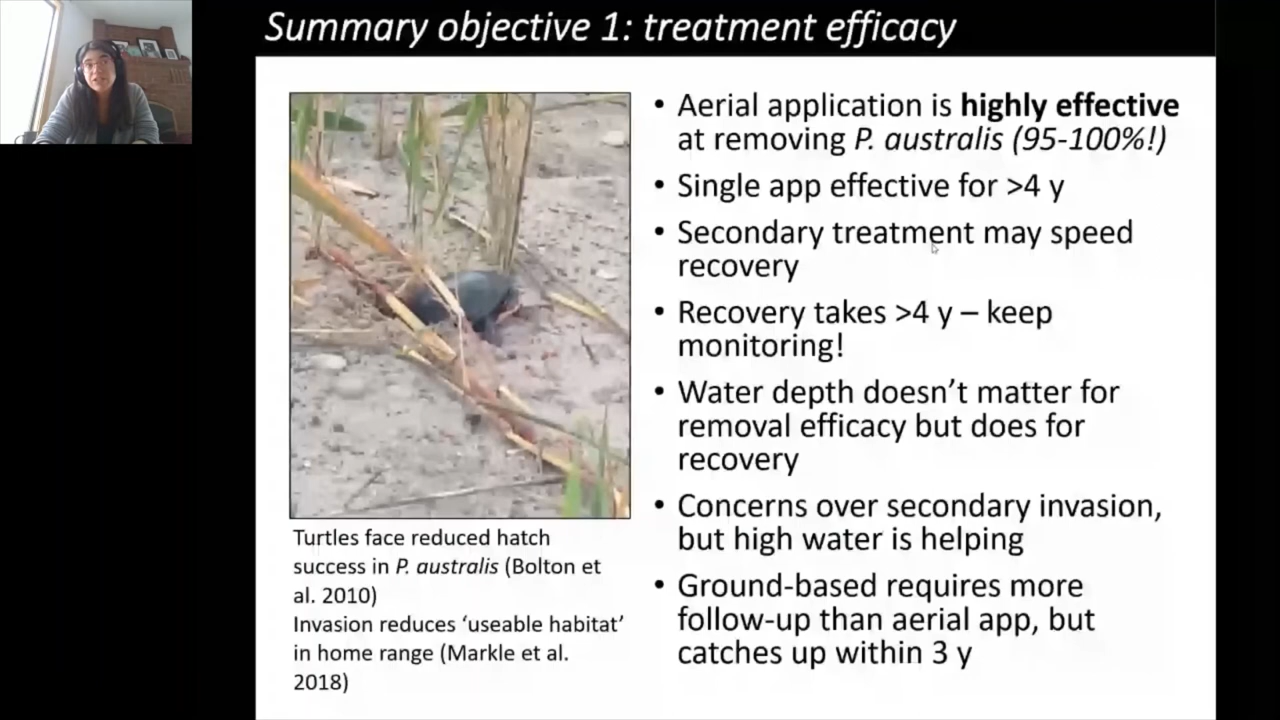 Summary objective 1: treatment efficacy
• Aerial application is highly effective
at removing P. australis (95-100%!)
• Single app effective for >4 y
• Secondary treatment may speed
recovery
• Recovery takes >4 y – keep
monitoring!
• Water depth doesn’t matter for
removal efficacy but does for
recovery
• Concerns over secondary invasion,
but high water is helping
• Ground-based requires more
follow-up than aerial app, but
catches up within 3 y
Turtles face reduced hatch
success in P. australis (Bolton et
al. 2010)
Invasion reduces ‘useable habitat’
in home range (Markle et al.
2018)